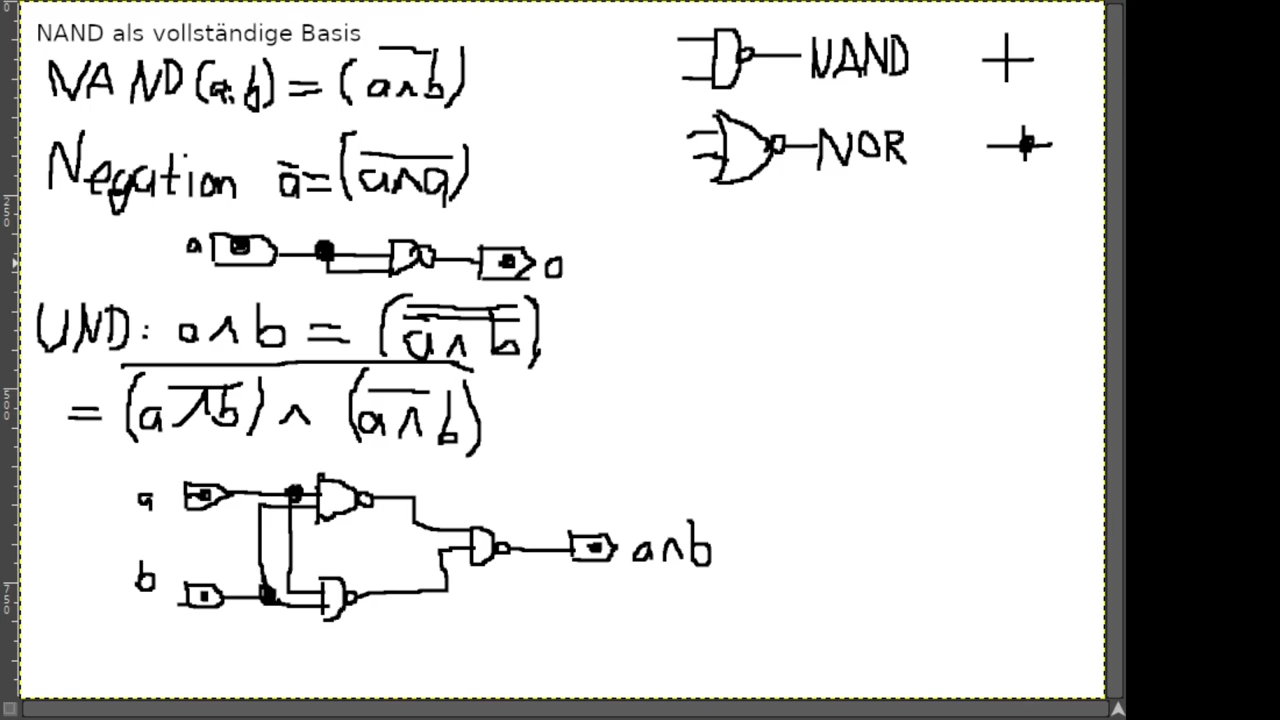 NAND als vollständige Basis
NAND(a,b) = (a∧b)
NAND
NOR
Negation a = (a∧a)
a a
UND: a∧b = (a∧b)
= (a∧b) ∧ (a∧b)
a
a∧b
b